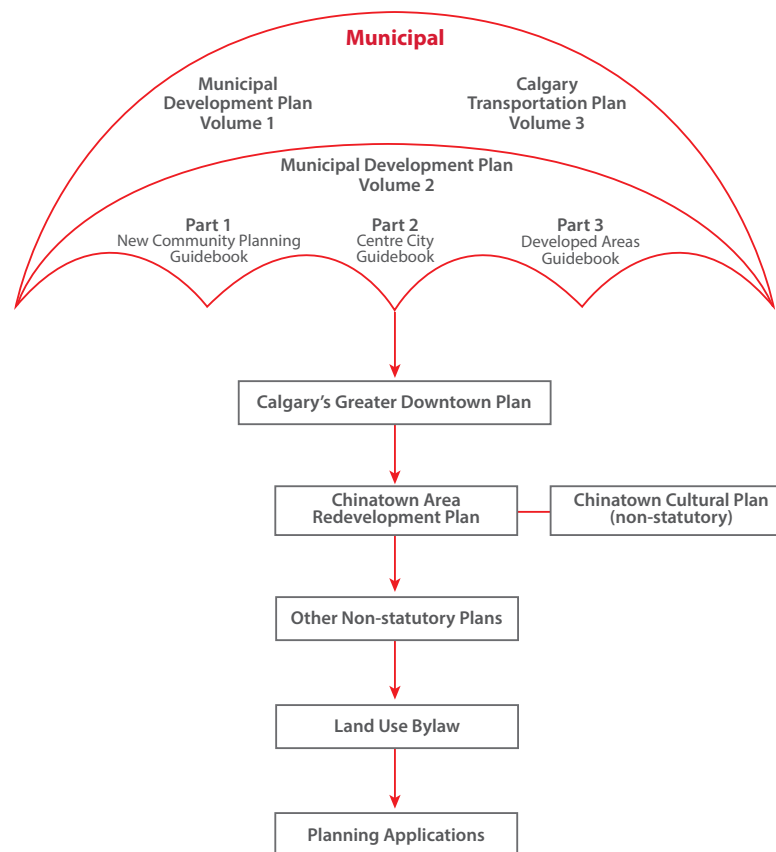 Municipal
Municipal
Development Plan
Volume 1
Calgary
Transportation Plan
Volume 3
Municipal Development Plan
Volume 2
Part 1
New Community Planning
Guidebook
Part 2
Centre City
Guidebook
Part 3
Developed Areas
Guidebook
Calgary’s Greater Downtown Plan
Chinatown Area
Redevelopment Plan
Chinatown Cultural Plan
(non-statutory)
Other Non-statutory Plans
Land Use Bylaw
Planning Applications